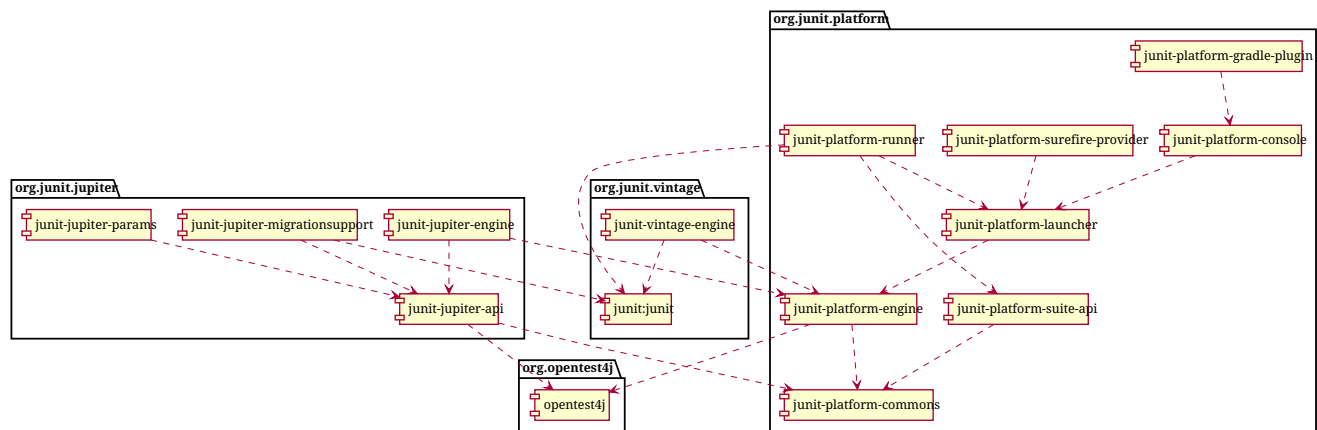 org.junit.platform
junit-platform-gradle-plugin
junit-platform-runner
junit-platform-surefire-provider
junit-platform-console
org.junit.jupiter
org.junit.vintage
junit-jupiter-params
junit-jupiter-migrationsupport
junit-jupiter-engine
junit-vintage-engine
junit-platform-launcher
junit-jupiter-api
junit:junit
junit-platform-engine
junit-platform-suite-api
org.opentest4j
opentest4j
junit-platform-commons